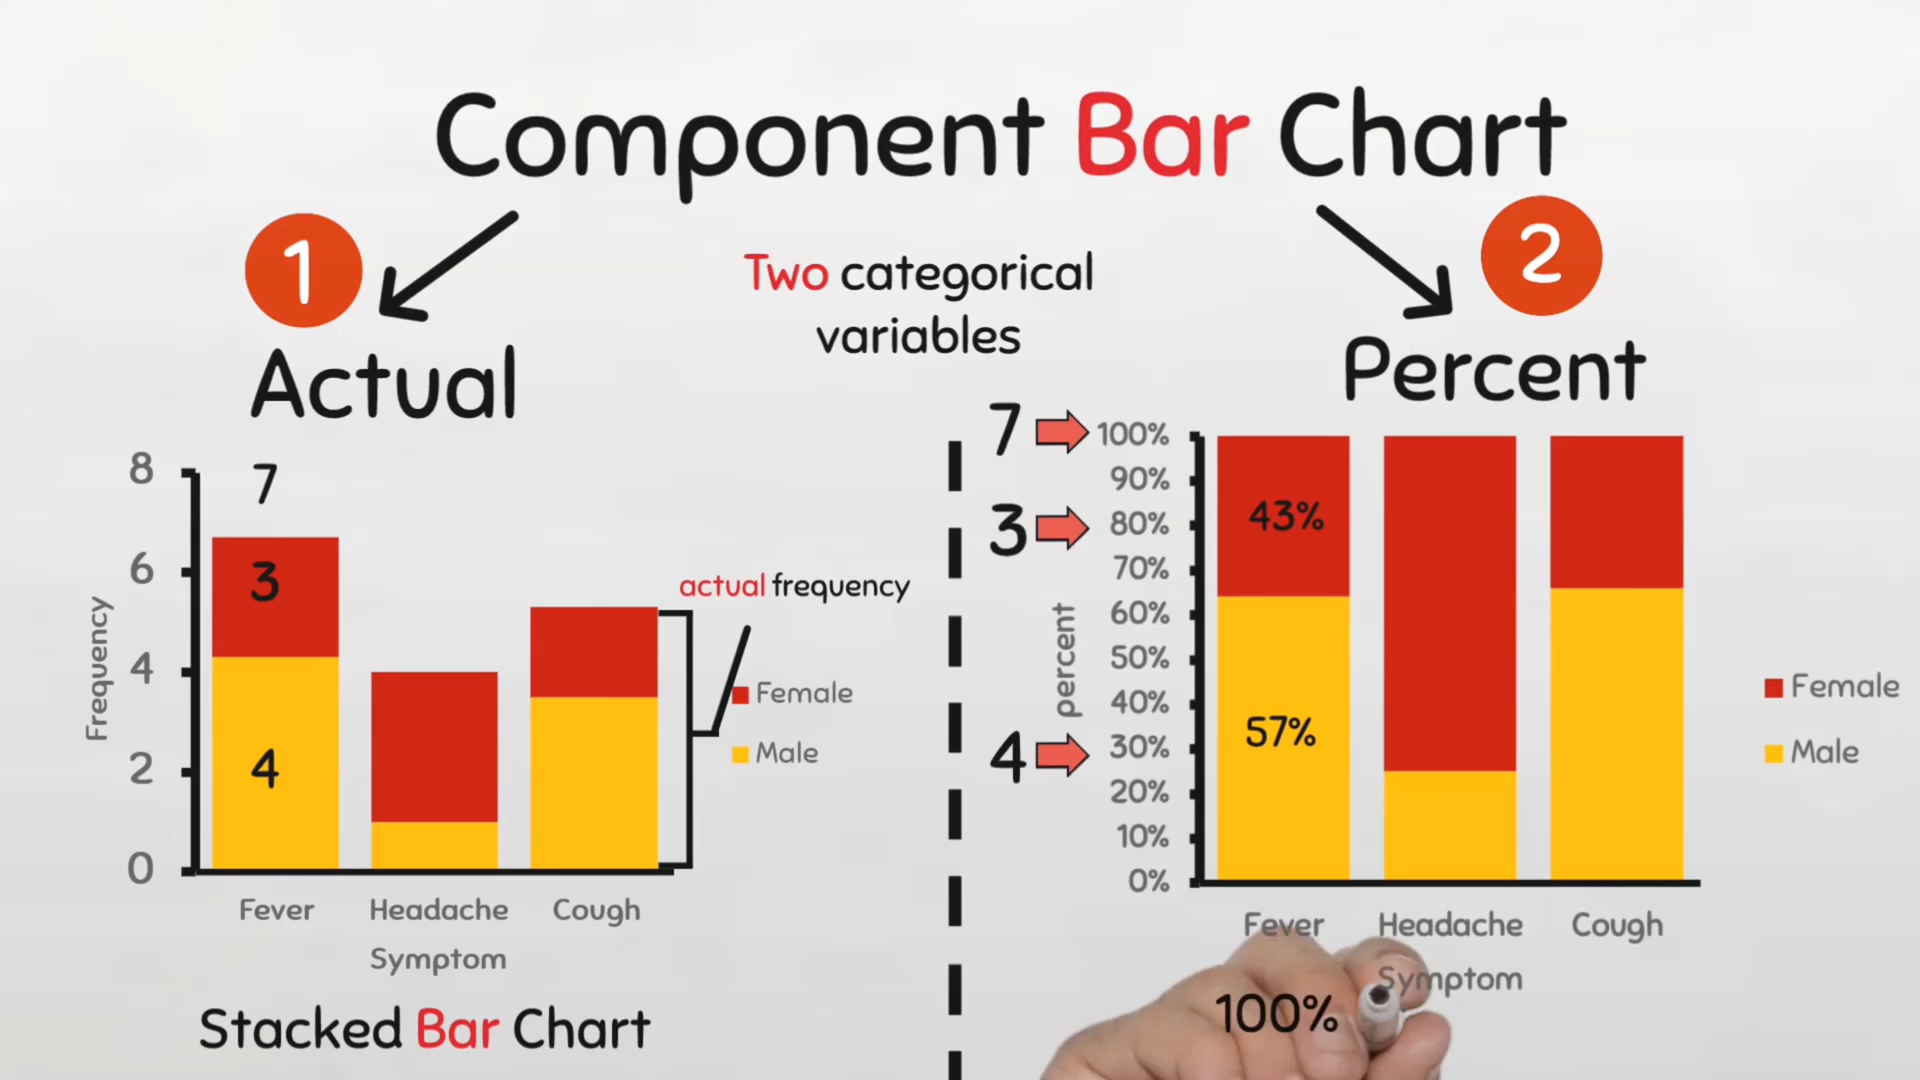 Component Bar Chart
1
2
Two categorical
variables
Actual
Percent
8
6
4
2
0
Frequency
7
3
4
Fever
Headache
Cough
Symptom
actual frequency
Female
Male
Stacked Bar Chart
7
3
4
100%
90%
80%
70%
60%
50%
40%
30%
20%
10%
0%
percent
43%
57%
Fever
Headache
Cough
Symptom
100%
Female
Male